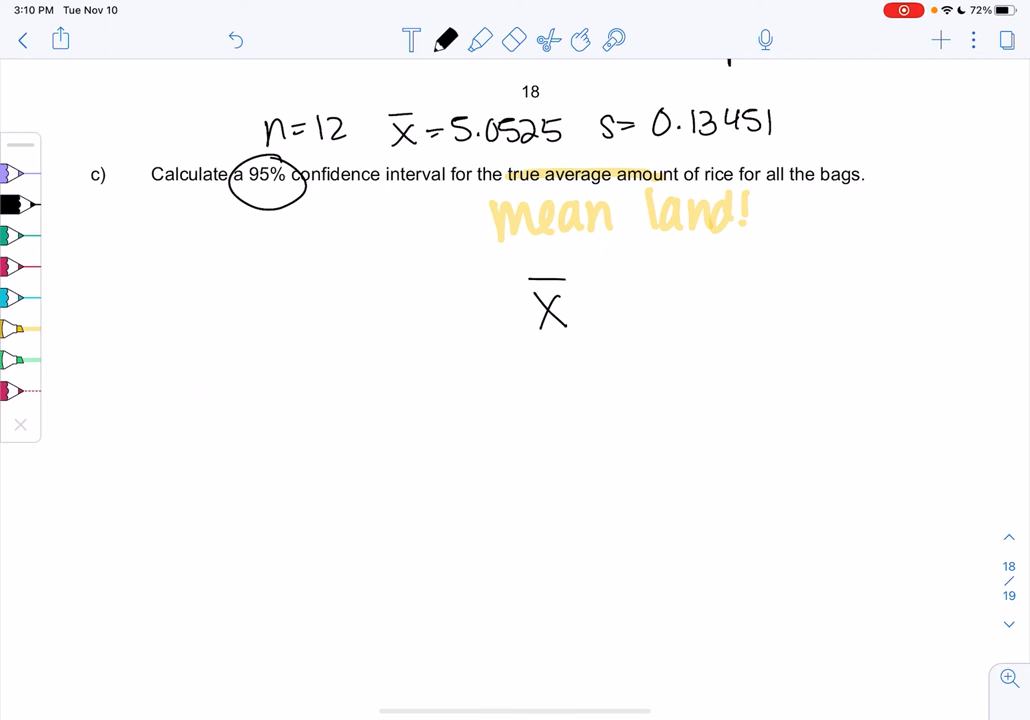 3:10 PM Tue Nov 10
72%
T
18
n=12 x̄=5.0525 s=0.13451
c) Calculate a 95% confidence interval for the true average amount of rice for all the bags.
mean land!
x̄
18
/
19